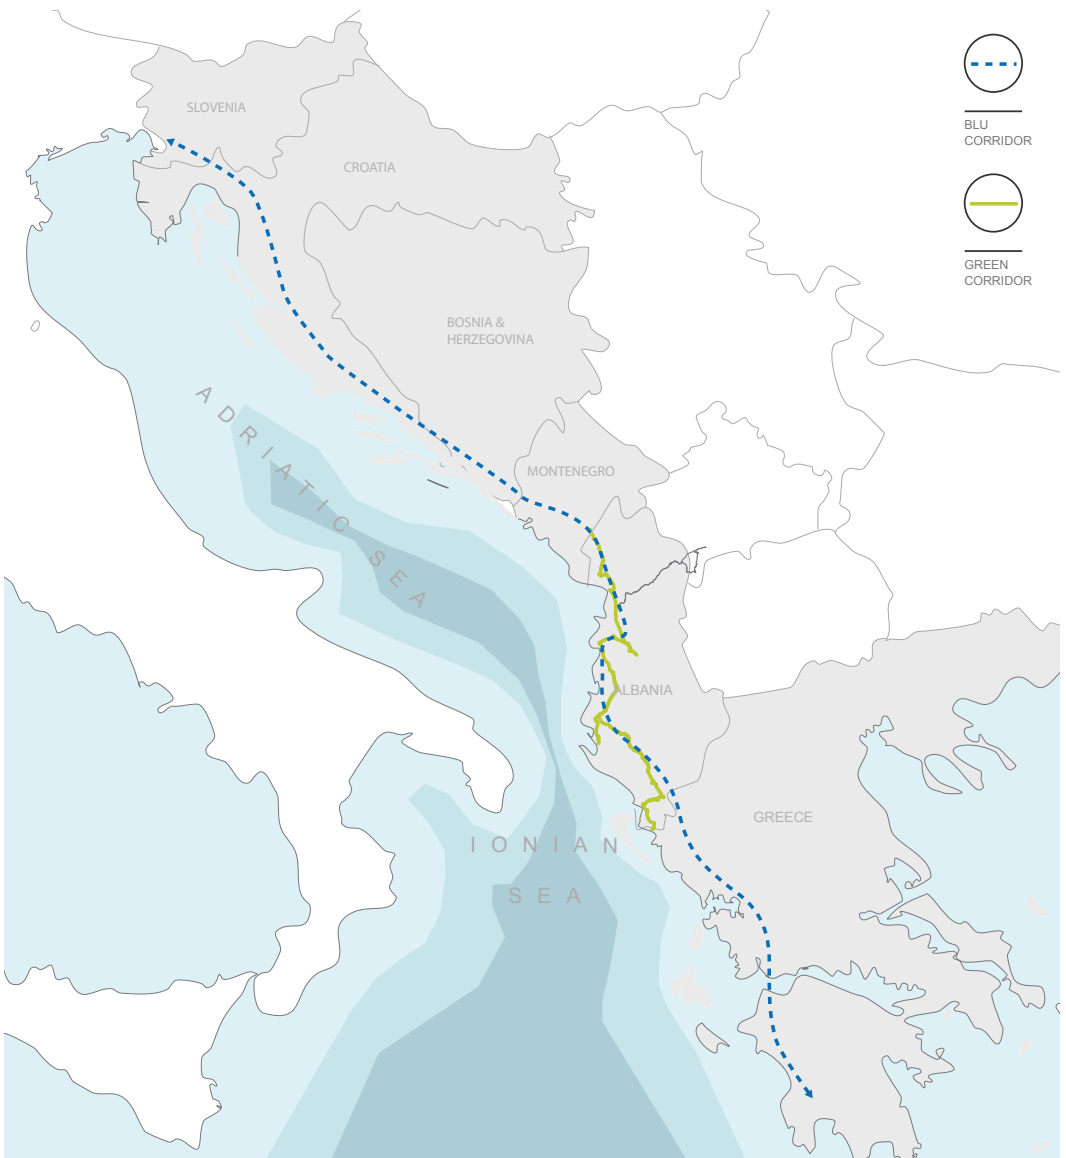 BLU
CORRIDOR
GREEN
CORRIDOR
SLOVENIA
CROATIA
BOSNIA &
HERZEGOVINA
ADRIATIC SEA
MONTENEGRO
ALBANIA
GREECE
IONIAN
SEA